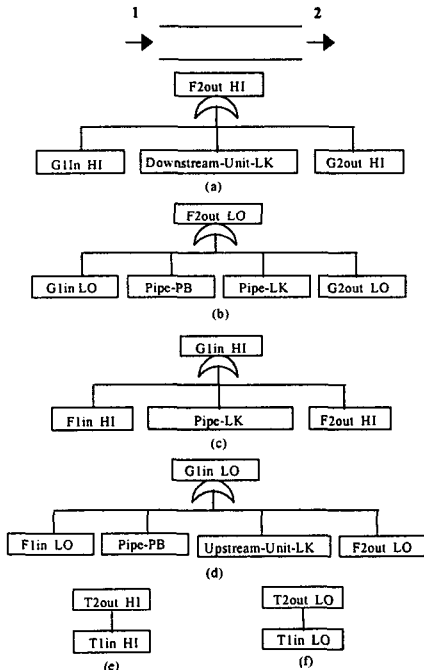 1 2
F2out HI
G1In HI Downstream-Unit-LK G2out HI
(a)
F2out LO
G1in LO Pipe-PB Pipe-LK G2out LO
(b)
G1in HI
F1in HI Pipe-LK F2out HI
(c)
G1in LO
F1in LO Pipe-PB Upstream-Unit-LK F2out LO
(d)
T2out HI T2out LO
T1in HI T1in LO
(e) (f)